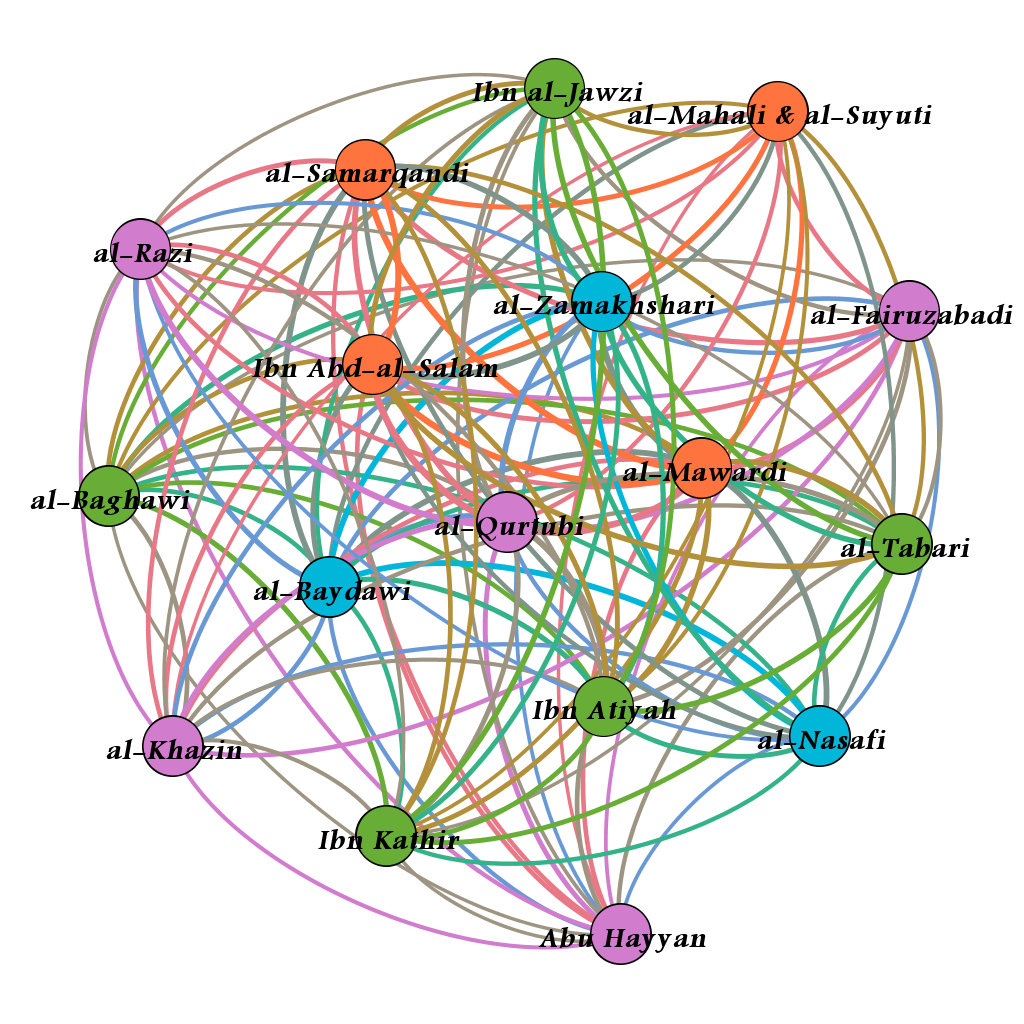 Ibn al-Jawzi
al-Mahali & al-Suyuti
al-Samarqandi
al-Razi
al-Zamakhshari
al-Fairuzabadi
Ibn Abd-al-Salam
al-Mawardi
al-Baghawi
al-Qurtubi
al-Tabari
al-Baydawi
Ibn Atiyah
al-Nasafi
al-Khazin
Ibn Kathir
Abu Hayyan